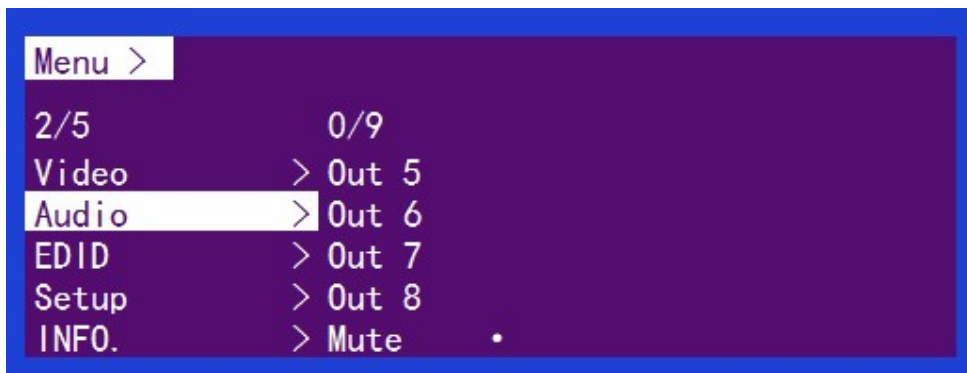 Menu >
2/5 0/9
Video > Out 5
Audio > Out 6
EDID > Out 7
Setup > Out 8
INFO. > Mute •